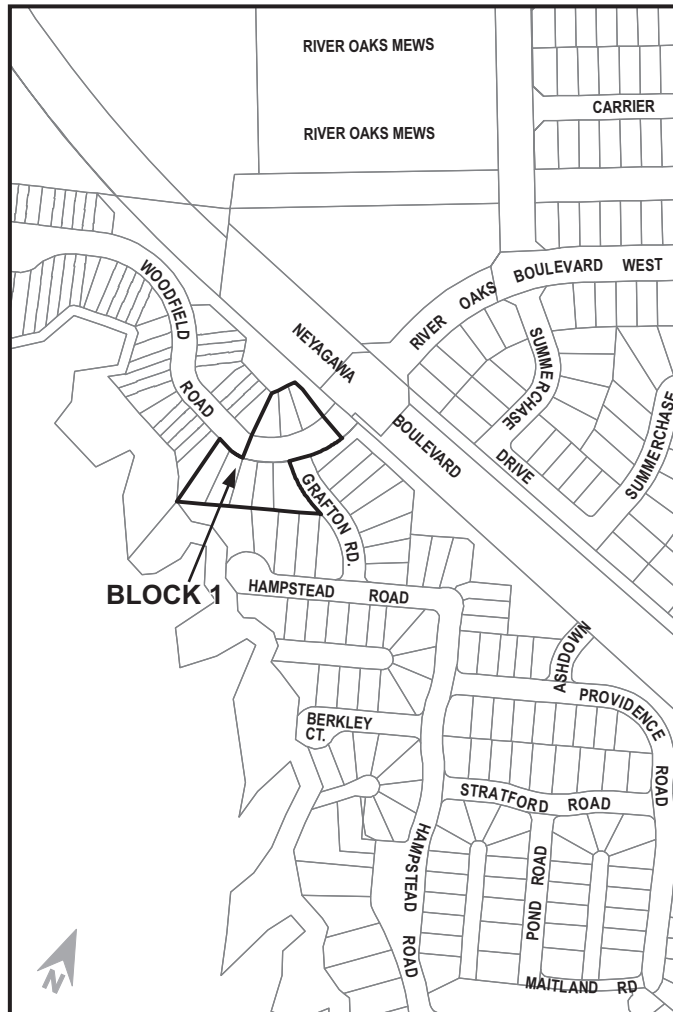 RIVER OAKS MEWS
CARRIER
RIVER OAKS MEWS
WOODFIELD
ROAD
NEYAGAWA
BOULEVARD
RIVER OAKS BOULEVARD WEST
SUMMERCHASE
DRIVE
SUMMERCHASE
GRAFTON RD.
BLOCK 1
HAMPSTEAD ROAD
ASHDOWN
PROVIDENCE
ROAD
BERKLEY
CT.
STRATFORD ROAD
HAMPSTEAD
ROAD
POND ROAD
MAITLAND RD
N